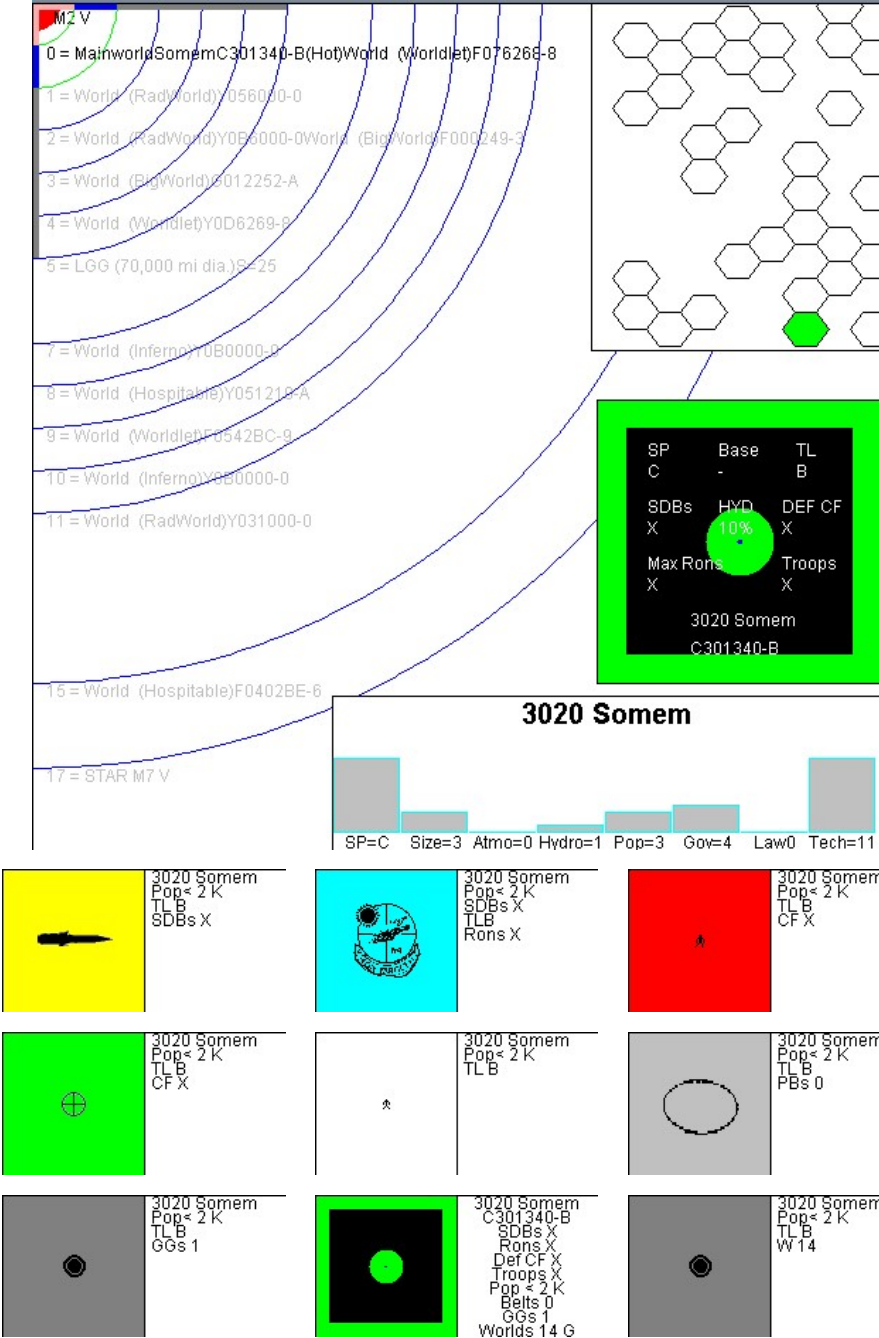 M2 V
0 = MainworldSomemC301340-B(Hot)World (Worldlet)F076268-8
1 = World (RadWorld)Y056000-0
2 = World (RadWorld)Y0B6000-0World (BigWorld)F000249-3
3 = World (BigWorld)G012252-A
4 = World (Worldlet)Y0D6269-8
5 = LGG (70,000 mi dia.)S=25
7 = World (Inferno)Y0B0000-0
8 = World (Hospitable)Y051210-A
9 = World (Worldlet)F0542BC-9
10 = World (Inferno)Y0B0000-0
11 = World (RadWorld)Y031000-0
15 = World (Hospitable)F0402BE-6
17 = STAR M7 V
SP Base TL
C - B
SDBs HYD DEF CF
X 10% X
Max Rons Troops
X X
3020 Somem
C301340-B
3020 Somem
SP=C Size=3 Atmo=0 Hydro=1 Pop=3 Gov=4 Law0 Tech=11
3020 Somem
Pop< 2 K
TL B
SDBs X
3020 Somem
Pop< 2 K
SDBs X
TLB
Rons X
3020 Somem
Pop< 2 K
TL B
CF X
3020 Somem
Pop< 2 K
TL B
CF X
3020 Somem
Pop< 2 K
TL B
3020 Somem
Pop< 2 K
TL B
PBs 0
3020 Somem
Pop< 2 K
TL B
GGs 1
3020 Somem
C301340-B
SDBs X
Rons X
Def CF X
Troops X
Pop < 2 K
Belts 0
GGs 1
Worlds 14 G
3020 Somem
Pop< 2 K
TL B
W 14